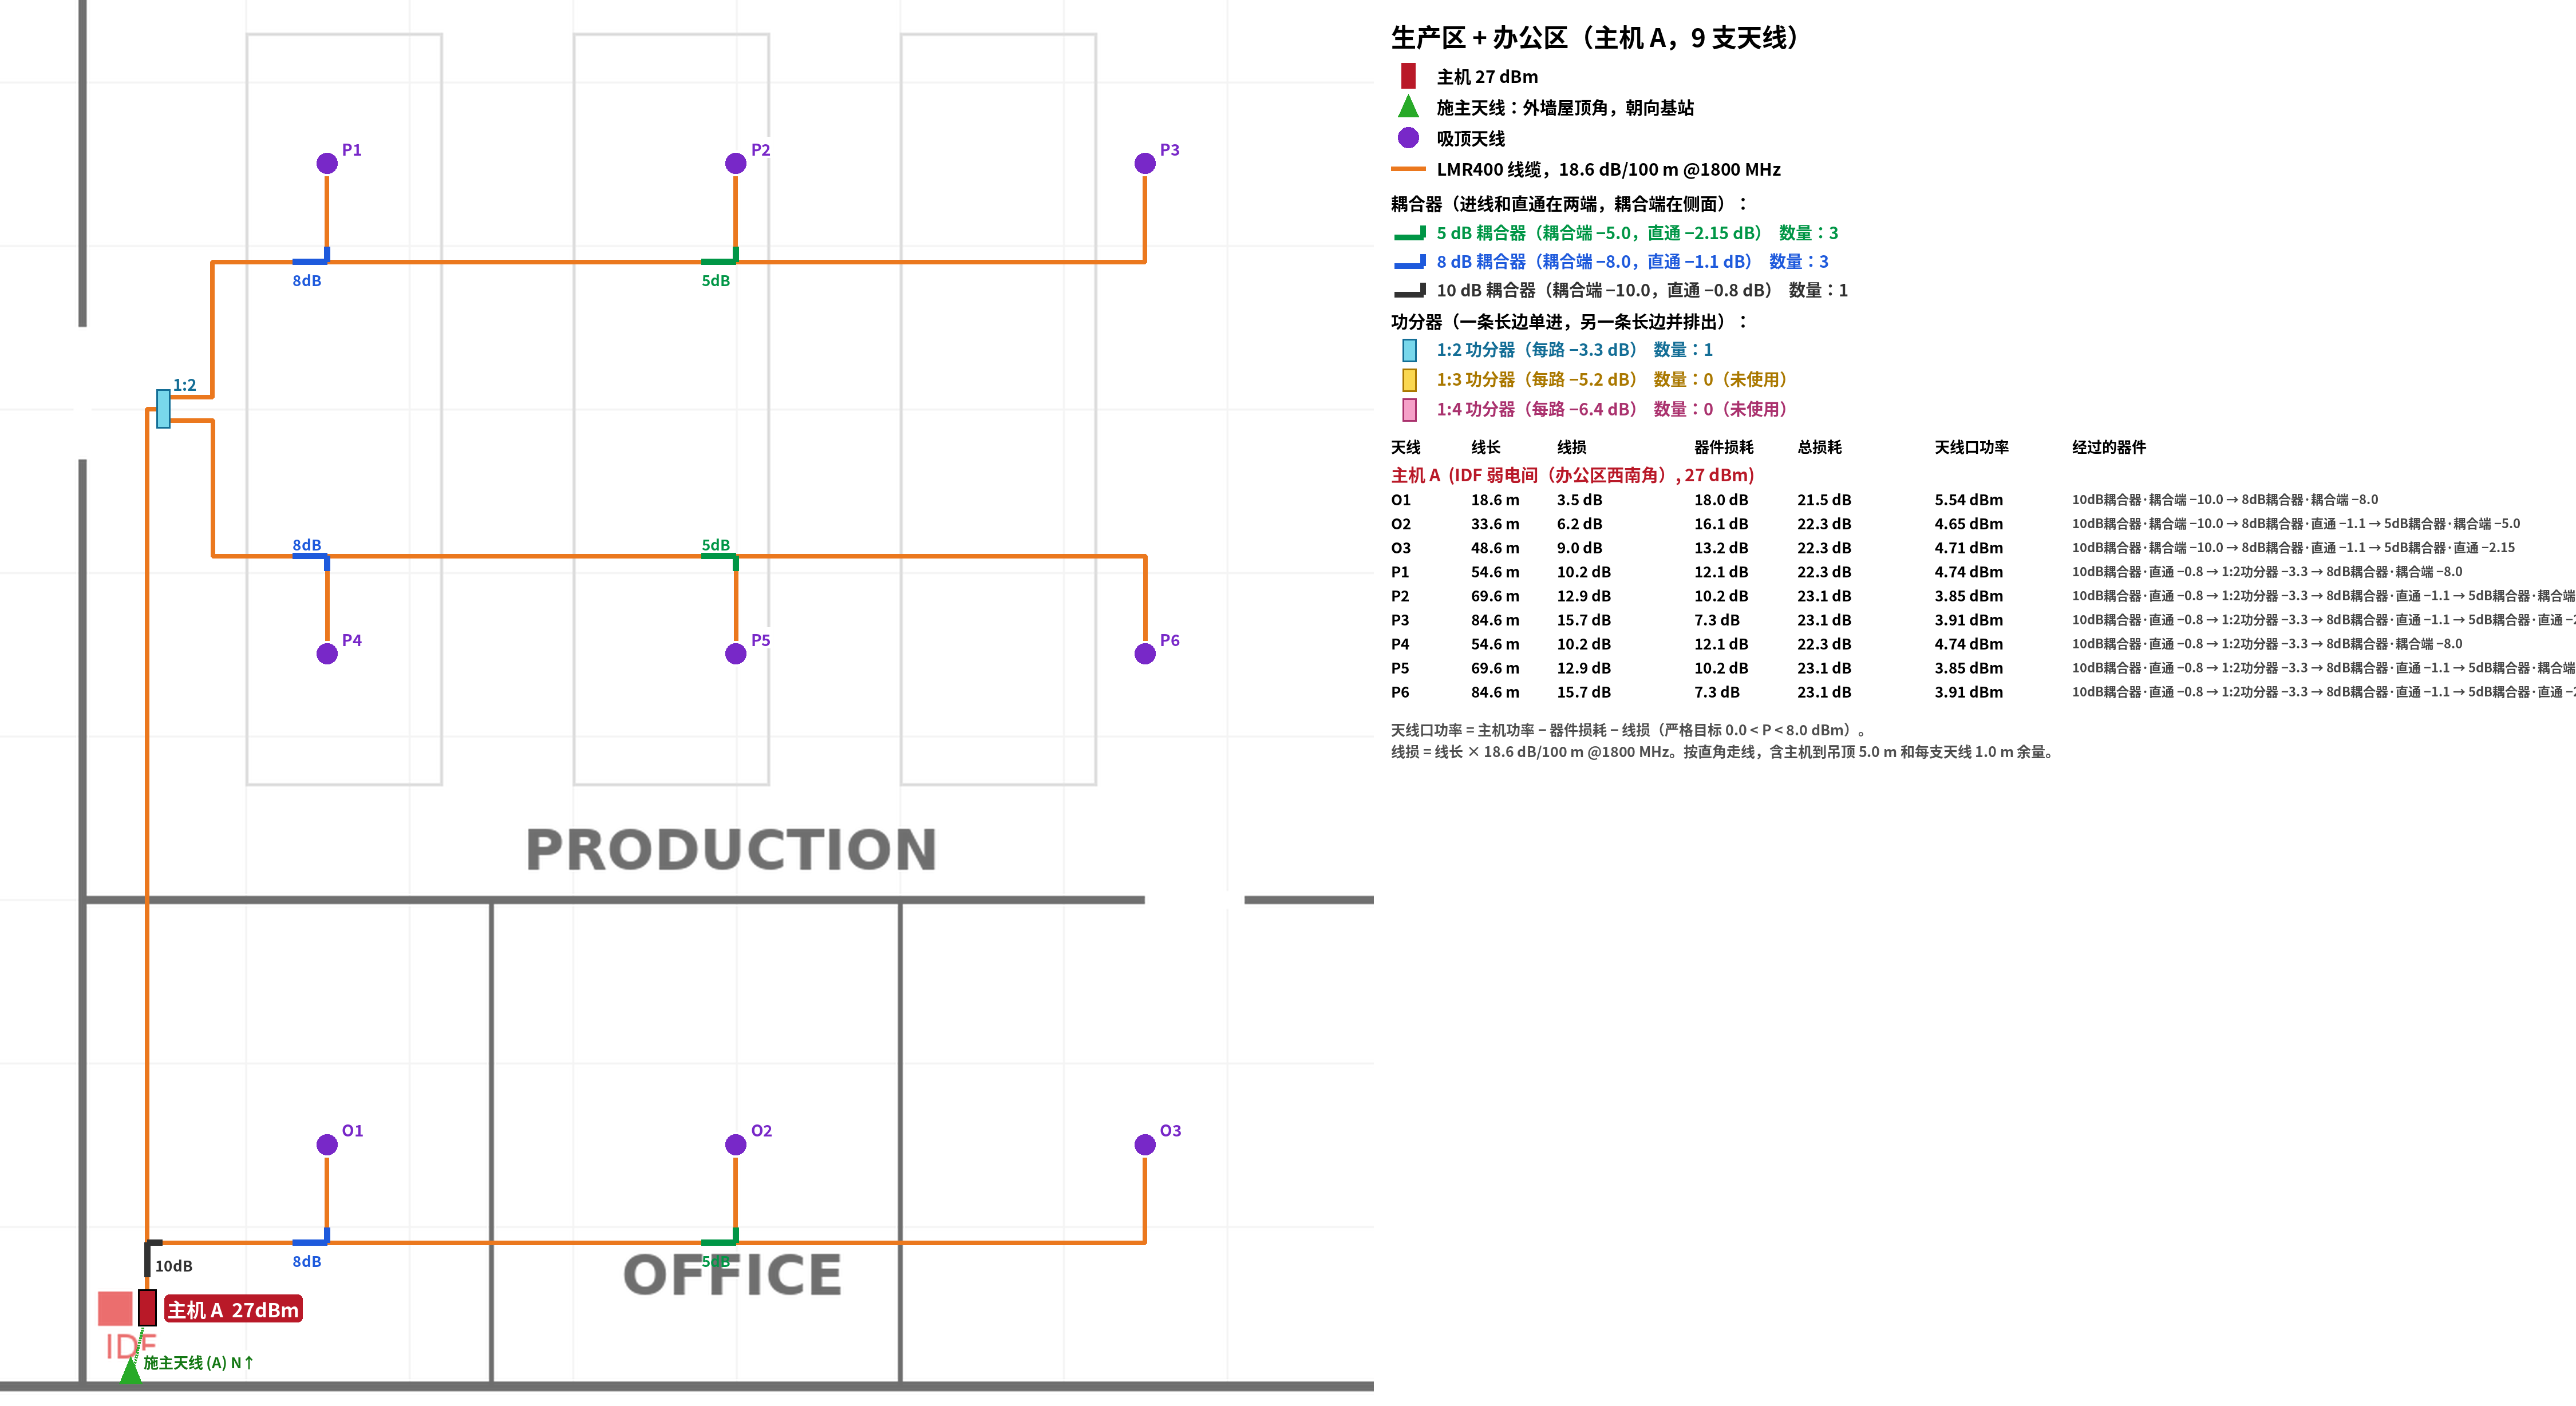 P1
P2
P3
8dB
5dB
1:2
8dB
5dB
P4
P5
P6
PRODUCTION
O1
O2
O3
10dB
8dB
5dB
OFFICE
主机 A 27dBm
IDF
施主天线 (A) N↑
生产区 + 办公区（主机 A，9 支天线）
主机 27 dBm
施主天线：外墙屋顶角，朝向基站
吸顶天线
LMR400 线缆，18.6 dB/100 m @1800 MHz
耦合器（进线和直通在两端，耦合端在侧面）：
5 dB 耦合器（耦合端 −5.0，直通 −2.15 dB） 数量：3
8 dB 耦合器（耦合端 −8.0，直通 −1.1 dB） 数量：3
10 dB 耦合器（耦合端 −10.0，直通 −0.8 dB） 数量：1
功分器（一条长边单进，另一条长边并排出）：
1:2 功分器（每路 −3.3 dB） 数量：1
1:3 功分器（每路 −5.2 dB） 数量：0（未使用）
1:4 功分器（每路 −6.4 dB） 数量：0（未使用）
天线 线长 线损 器件损耗 总损耗 天线口功率 经过的器件
主机 A (IDF 弱电间（办公区西南角）, 27 dBm)
O1 18.6 m 3.5 dB 18.0 dB 21.5 dB 5.54 dBm 10dB耦合器·耦合端 −10.0 → 8dB耦合器·耦合端 −8.0
O2 33.6 m 6.2 dB 16.1 dB 22.3 dB 4.65 dBm 10dB耦合器·耦合端 −10.0 → 8dB耦合器·直通 −1.1 → 5dB耦合器·耦合端 −5.0
O3 48.6 m 9.0 dB 13.2 dB 22.3 dB 4.71 dBm 10dB耦合器·耦合端 −10.0 → 8dB耦合器·直通 −1.1 → 5dB耦合器·直通 −2.15
P1 54.6 m 10.2 dB 12.1 dB 22.3 dB 4.74 dBm 10dB耦合器·直通 −0.8 → 1:2功分器 −3.3 → 8dB耦合器·耦合端 −8.0
P2 69.6 m 12.9 dB 10.2 dB 23.1 dB 3.85 dBm 10dB耦合器·直通 −0.8 → 1:2功分器 −3.3 → 8dB耦合器·直通 −1.1 → 5dB耦合器·耦合端
P3 84.6 m 15.7 dB 7.3 dB 23.1 dB 3.91 dBm 10dB耦合器·直通 −0.8 → 1:2功分器 −3.3 → 8dB耦合器·直通 −1.1 → 5dB耦合器·直通
P4 54.6 m 10.2 dB 12.1 dB 22.3 dB 4.74 dBm 10dB耦合器·直通 −0.8 → 1:2功分器 −3.3 → 8dB耦合器·耦合端 −8.0
P5 69.6 m 12.9 dB 10.2 dB 23.1 dB 3.85 dBm 10dB耦合器·直通 −0.8 → 1:2功分器 −3.3 → 8dB耦合器·直通 −1.1 → 5dB耦合器·耦合端
P6 84.6 m 15.7 dB 7.3 dB 23.1 dB 3.91 dBm 10dB耦合器·直通 −0.8 → 1:2功分器 −3.3 → 8dB耦合器·直通 −1.1 → 5dB耦合器·直通
天线口功率 = 主机功率 − 器件损耗 − 线损（严格目标 0.0 < P < 8.0 dBm）。
线损 = 线长 × 18.6 dB/100 m @1800 MHz。按直角走线，含主机到吊顶 5.0 m 和每支天线 1.0 m 余量。